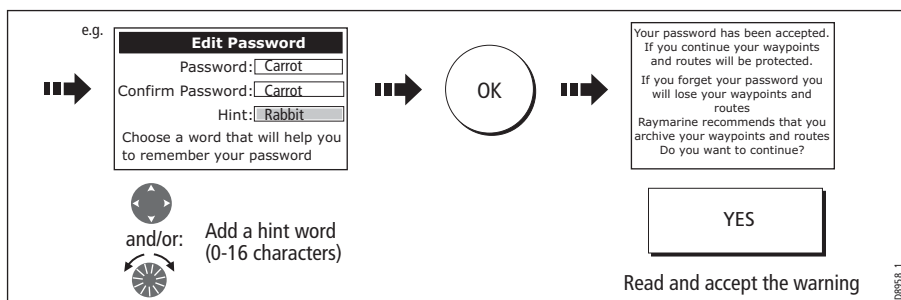 e.g.
Edit Password
Password: Carrot
Confirm Password: Carrot
Hint: Rabbit
Choose a word that will help you
to remember your password
and/or:
Add a hint word
(0-16 characters)
OK
Your password has been accepted.
If you continue your waypoints
and routes will be protected.
If you forget your password you
will lose your waypoints and
routes
Raymarine recommends that you
archive your waypoints and routes
Do you want to continue?
YES
Read and accept the warning
D8958_1